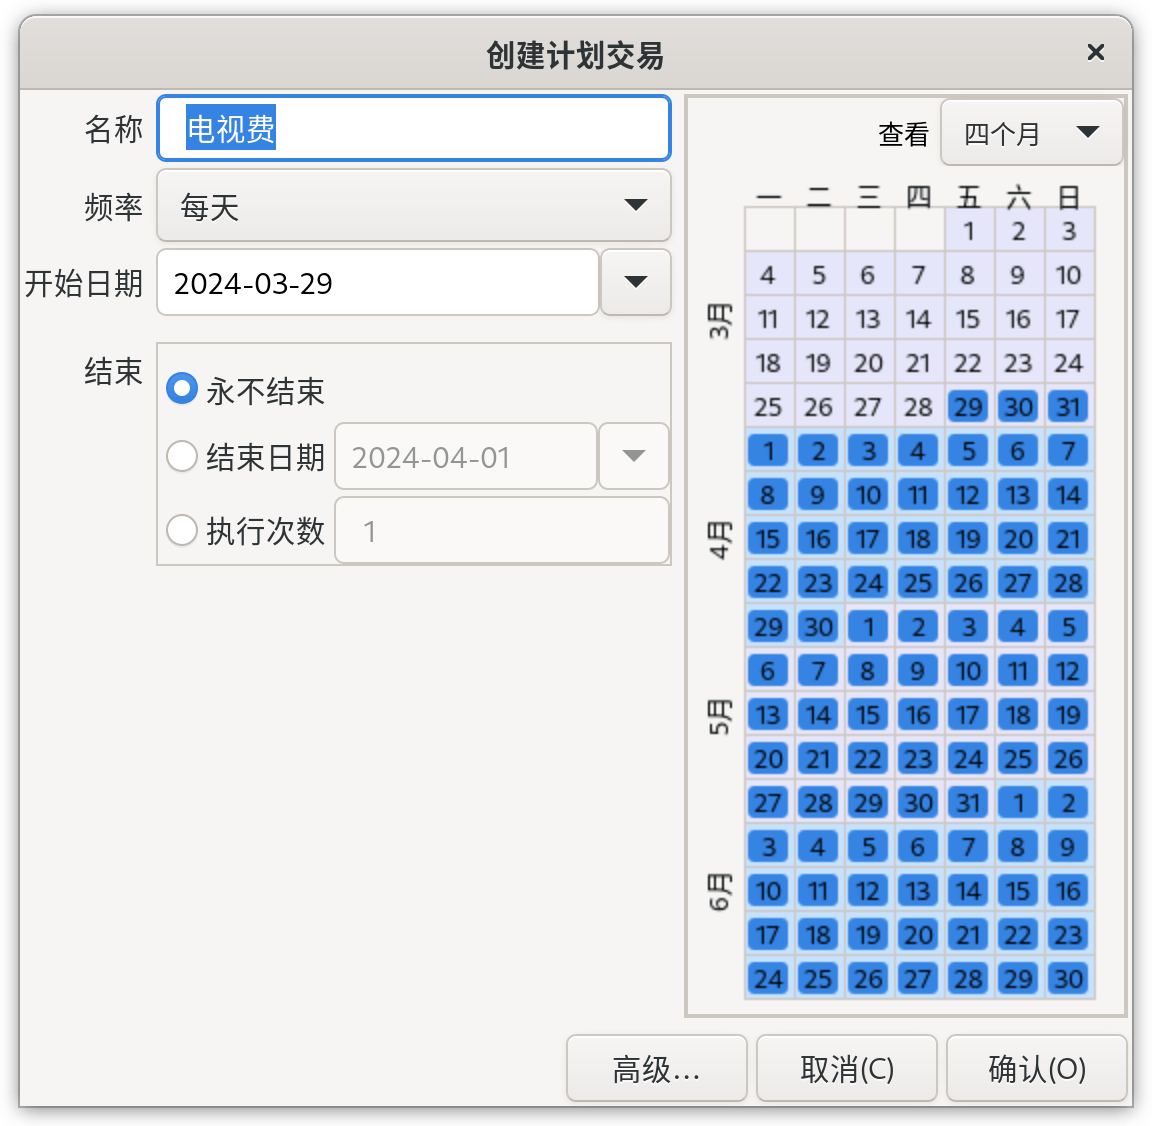 创建计划交易
名称 电视费
频率 每天
开始日期 2024-03-29
结束
永不结束
结束日期 2024-04-01
执行次数 1
查看 四个月
一 二 三 四 五 六 日
3月
1 2 3
4 5 6 7 8 9 10
11 12 13 14 15 16 17
18 19 20 21 22 23 24
25 26 27 28 29 30 31
4月
1 2 3 4 5 6 7
8 9 10 11 12 13 14
15 16 17 18 19 20 21
22 23 24 25 26 27 28
29 30 1 2 3 4 5
5月
6 7 8 9 10 11 12
13 14 15 16 17 18 19
20 21 22 23 24 25 26
27 28 29 30 31 1 2
6月
3 4 5 6 7 8 9
10 11 12 13 14 15 16
17 18 19 20 21 22 23
24 25 26 27 28 29 30
高级... 取消(C) 确认(O)